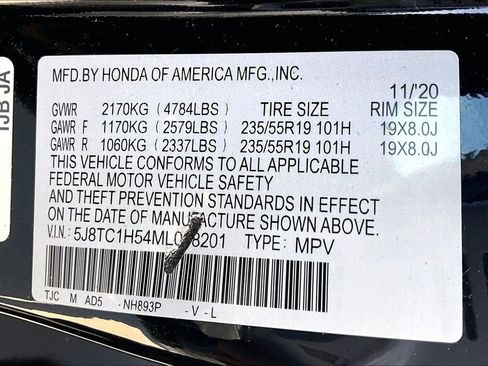 MFD.BY HONDA OF AMERICA MFG.,INC.
11/'20
GVWR 2170KG (4784LBS) TIRE SIZE RIM SIZE
GAWR F 1170KG (2579LBS) 235/55R19 101H 19X8.0J
GAWR R 1060KG (2337LBS) 235/55R19 101H 19X8.0J
THIS VEHICLE CONFORMS TO ALL APPLICABLE
FEDERAL MOTOR VEHICLE SAFETY
AND THEFT PREVENTION STANDARDS IN EFFECT
ON THE DATE OF MANUFACTURE SHOWN ABOVE.
V.I.N.: TYPE: MPV
TJC M AD5 - NH893P - V - L
TJB JA